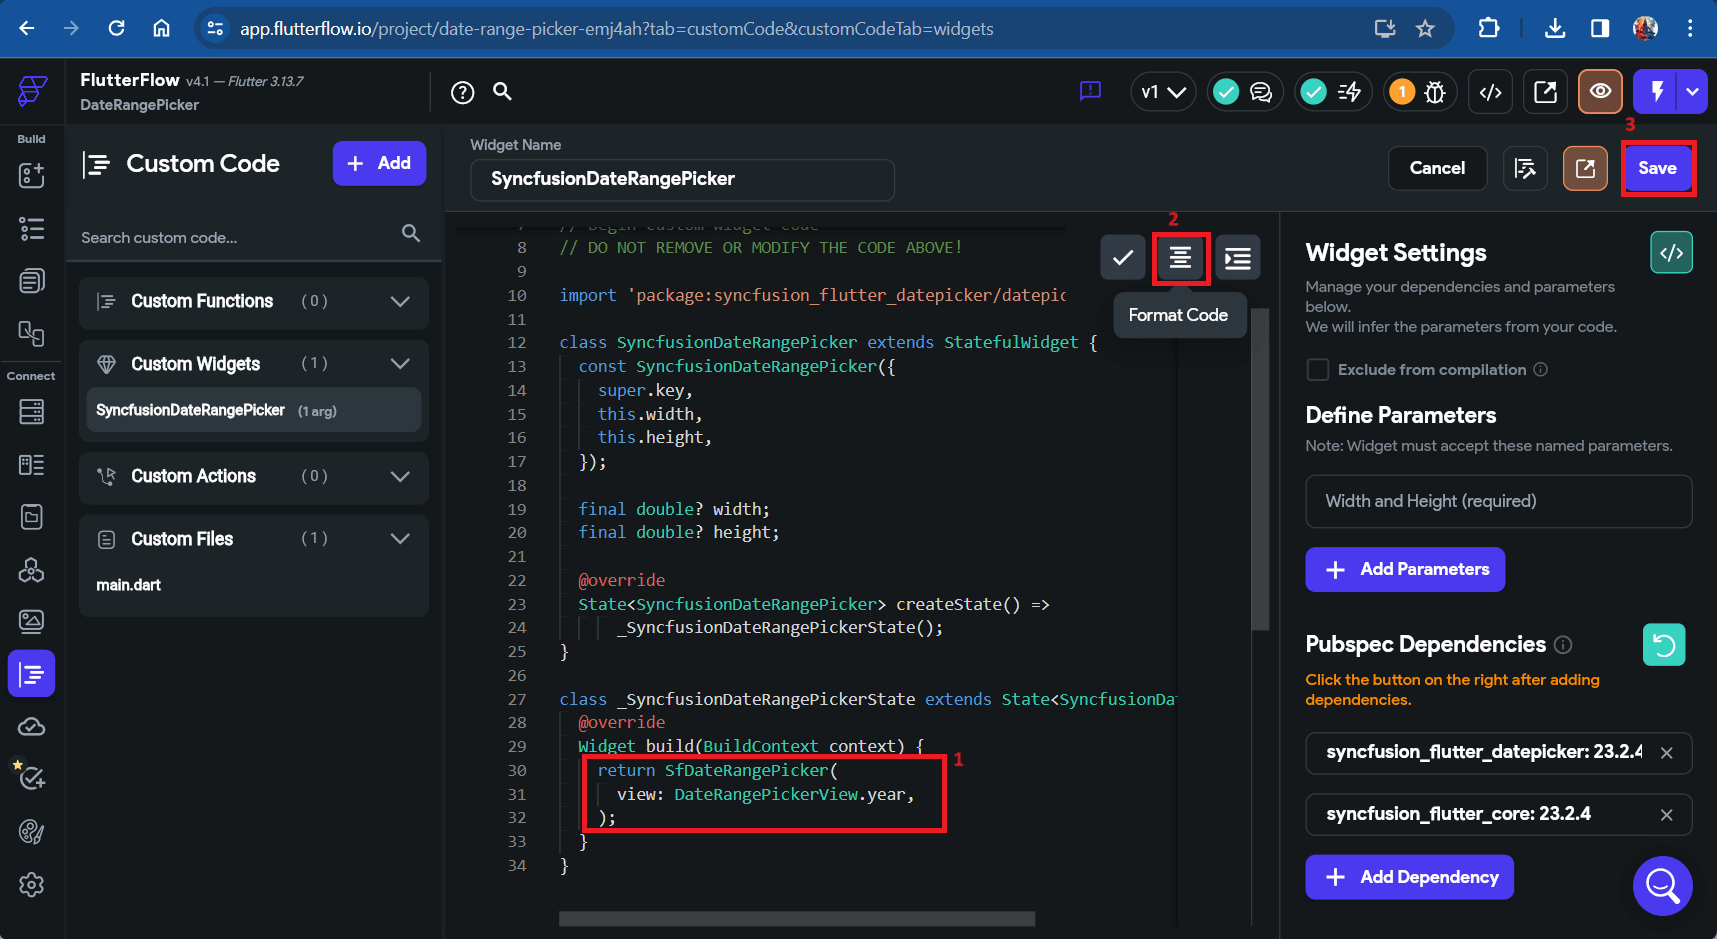 app.flutterflow.io/project/date-range-picker-emj4ah?tab=customCode&customCodeTab=widgets
FlutterFlow v4.1 — Flutter 3.13.7
DateRangePicker
v1
1
</>
3
Build
Custom Code
+ Add
Search custom code...
Custom Functions (0)
Custom Widgets (1)
SyncfusionDateRangePicker (1 arg)
Custom Actions (0)
Custom Files (1)
main.dart
Connect
Widget Name
SyncfusionDateRangePicker
Cancel
Save
2
Format Code
7 // Begin custom widget code
8 // DO NOT REMOVE OR MODIFY THE CODE ABOVE!
9
10 import 'package:syncfusion_flutter_datepicker/datepic
11
12 class SyncfusionDateRangePicker extends StatefulWidget {
13 const SyncfusionDateRangePicker({
14 super.key,
15 this.width,
16 this.height,
17 });
18
19 final double? width;
20 final double? height;
21
22 @override
23 State<SyncfusionDateRangePicker> createState() =>
24 _SyncfusionDateRangePickerState();
25 }
26
27 class _SyncfusionDateRangePickerState extends State<SyncfusionDat
28 @override
29 Widget build(BuildContext context) {
30 return SfDateRangePicker(
31 view: DateRangePickerView.year,
32 );
33 }
34 }
1
Widget Settings
</>
Manage your dependencies and parameters
below.
We will infer the parameters from your code.
Exclude from compilation
Define Parameters
Note: Widget must accept these named parameters.
Width and Height (required)
+ Add Parameters
Pubspec Dependencies
Click the button on the right after adding
dependencies.
syncfusion_flutter_datepicker: 23.2.4
syncfusion_flutter_core: 23.2.4
+ Add Dependency